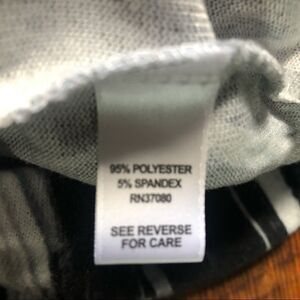 95% POLYESTER
5% SPANDEX
RN37080
SEE REVERSE
FOR CARE